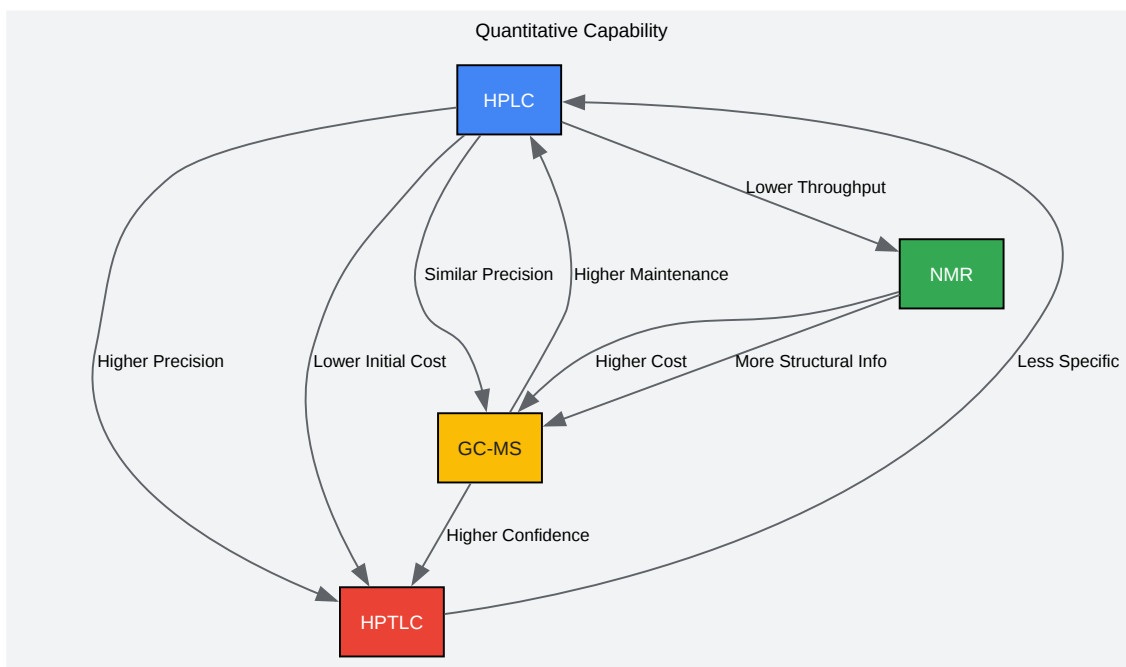 Quantitative Capability
HPLC
Lower Throughput
NMR
Similar Precision
Higher Maintenance
Higher Precision
Lower Initial Cost
Higher Cost
More Structural Info
Less Specific
GC-MS
Higher Confidence
HPTLC